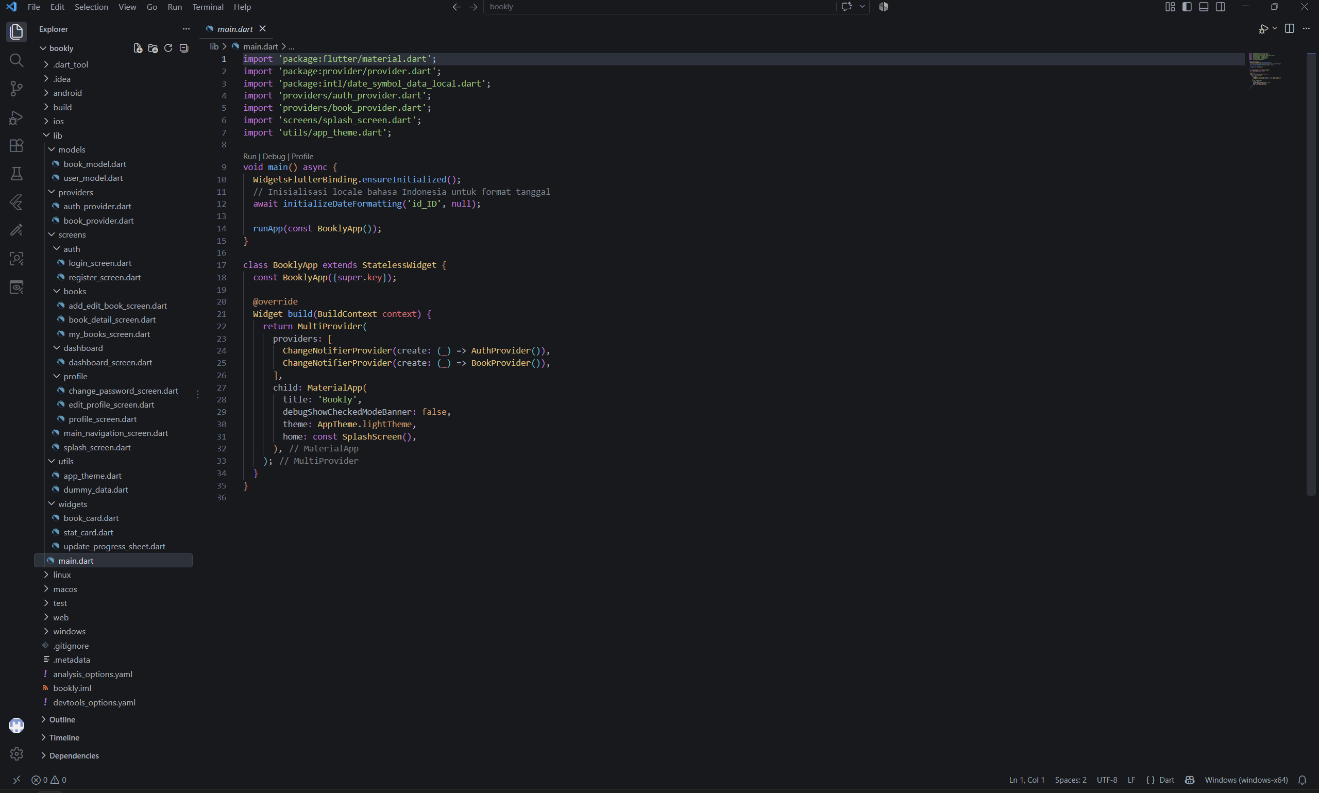 File Edit Selection View Go Run Terminal Help
bookly
Explorer
main.dart
bookly
lib > main.dart > ...
.dart_tool
.idea
android
build
ios
lib
models
book_model.dart
user_model.dart
providers
auth_provider.dart
book_provider.dart
screens
auth
login_screen.dart
register_screen.dart
books
add_edit_book_screen.dart
book_detail_screen.dart
my_books_screen.dart
dashboard
dashboard_screen.dart
profile
change_password_screen.dart
edit_profile_screen.dart
profile_screen.dart
main_navigation_screen.dart
splash_screen.dart
utils
app_theme.dart
dummy_data.dart
widgets
book_card.dart
stat_card.dart
update_progress_sheet.dart
main.dart
linux
macos
test
web
windows
.gitignore
.metadata
analysis_options.yaml
bookly.iml
devtools_options.yaml
Outline
Timeline
Dependencies
1 import 'package:flutter/material.dart';
2 import 'package:provider/provider.dart';
3 import 'package:intl/date_symbol_data_local.dart';
4 import 'providers/auth_provider.dart';
5 import 'providers/book_provider.dart';
6 import 'screens/splash_screen.dart';
7 import 'utils/app_theme.dart';
8
Run | Debug | Profile
9 void main() async {
10 WidgetsFlutterBinding.ensureInitialized();
11 // Inisialisasi locale bahasa Indonesia untuk format tanggal
12 await initializeDateFormatting('id_ID', null);
13
14 runApp(const BooklyApp());
15 }
16
17 class BooklyApp extends StatelessWidget {
18 const BooklyApp({super.key});
19
20 @override
21 Widget build(BuildContext context) {
22 return MultiProvider(
23 providers: [
24 ChangeNotifierProvider(create: (_) => AuthProvider()),
25 ChangeNotifierProvider(create: (_) => BookProvider()),
26 ],
27 child: MaterialApp(
28 title: 'Bookly',
29 debugShowCheckedModeBanner: false,
30 theme: AppTheme.lightTheme,
31 home: const SplashScreen(),
32 ), // MaterialApp
33 ); // MultiProvider
34 }
35 }
36
0 0
Ln 1, Col 1 Spaces: 2 UTF-8 LF {} Dart Windows (windows-x64)